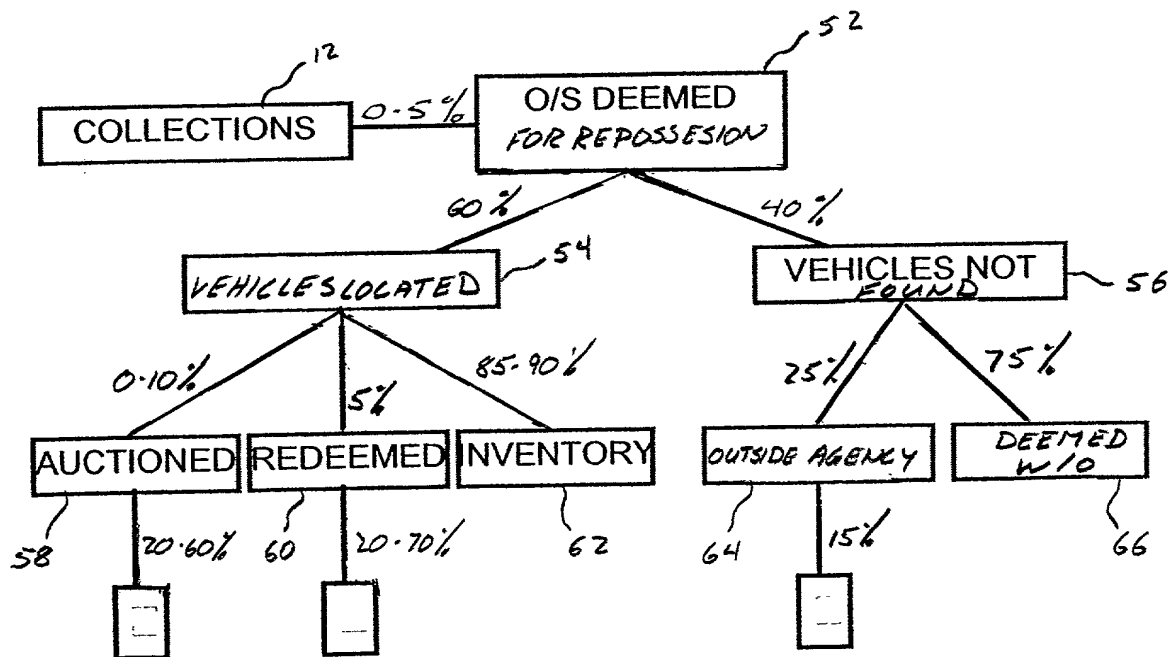 12
52
COLLECTIONS
0-5%
O/S DEEMED
FOR REPOSSESION
60%
40%
54
VEHICLES LOCATED
VEHICLES NOT
FOUND
56
0-10%
5%
85-90%
25%
75%
AUCTIONED
REDEEMED
INVENTORY
OUTSIDE AGENCY
DEEMED
W/O
58
20-60%
60
20-70%
62
64
15%
66